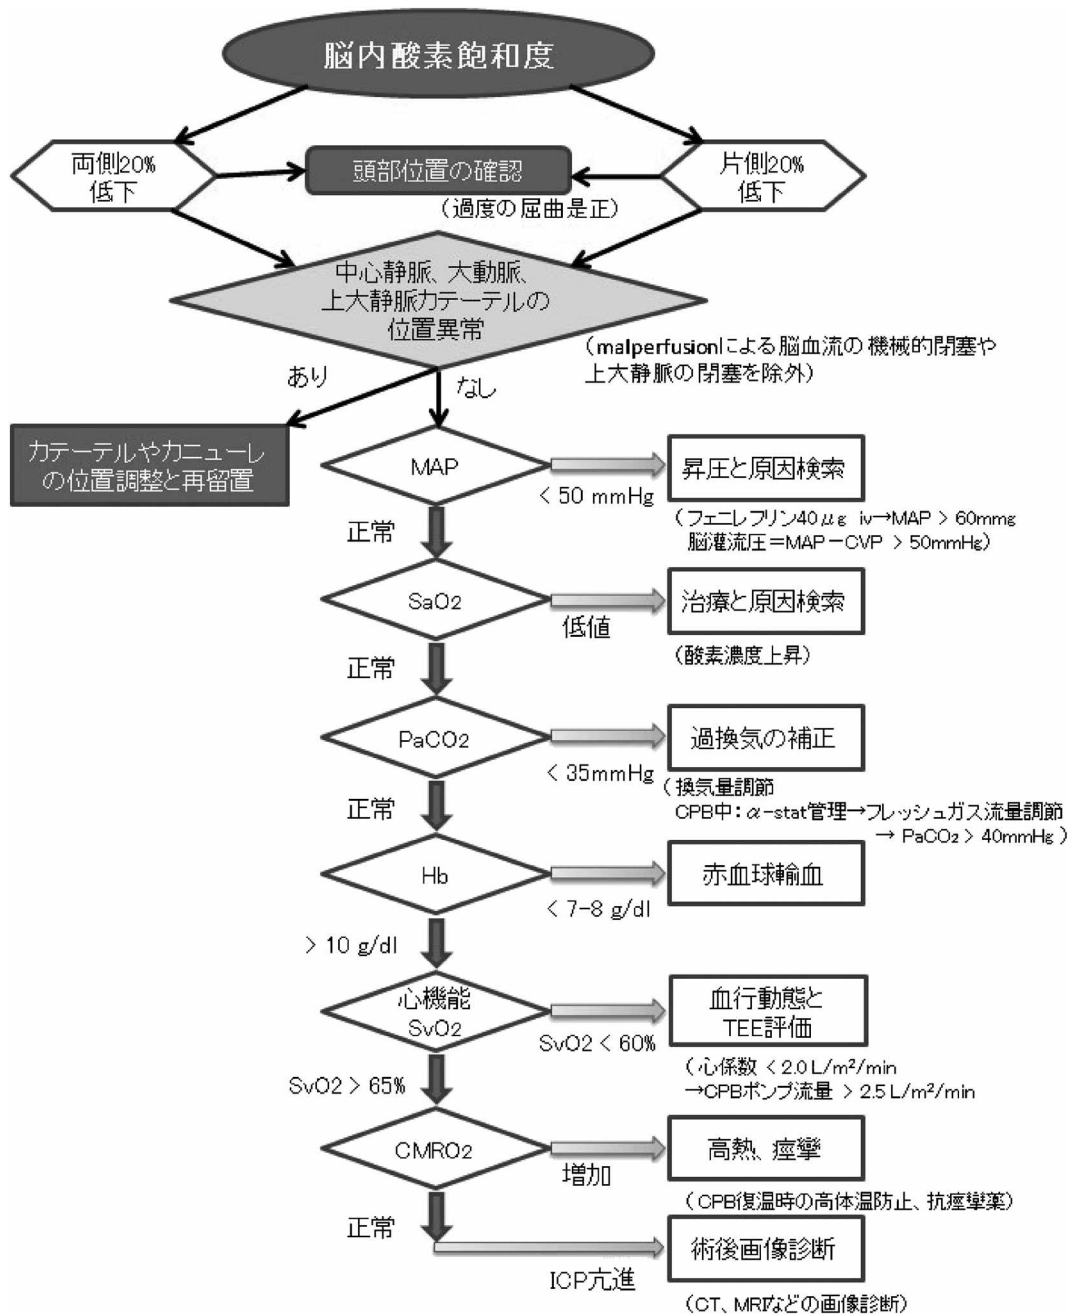 脳内酸素飽和度
両側20%
低下
頭部位置の確認
(過度の屈曲是正)
片側20%
低下
中心静脈、大動脈、
上大静脈カテーテルの
位置異常
(malperfusionによる脳血流の機械的閉塞や
上大静脈の閉塞を除外)
あり
なし
カテーテルやカニューレ
の位置調整と再留置
MAP
< 50 mmHg
昇圧と原因検索
(フェニレフリン40μg iv→MAP > 60mmg
脳灌流圧=MAP-CVP > 50mmHg)
正常
SaO2
低値
治療と原因検索
(酸素濃度上昇)
正常
PaCO2
< 35mmHg
過換気の補正
(換気量調節
CPB中:α-stat管理→フレッシュガス流量調節
→ PaCO2 > 40mmHg )
正常
Hb
< 7-8 g/dl
赤血球輸血
> 10 g/dl
心機能
SvO2
SvO2 < 60%
血行動態と
TEE評価
(心係数 < 2.0 L/m²/min
→CPBポンプ流量 > 2.5 L/m²/min
SvO2 > 65%
CMRO2
増加
高熱、痙攣
(CPB復温時の高体温防止、抗痙攣薬)
正常
ICP亢進
術後画像診断
(CT、MRIなどの画像診断)